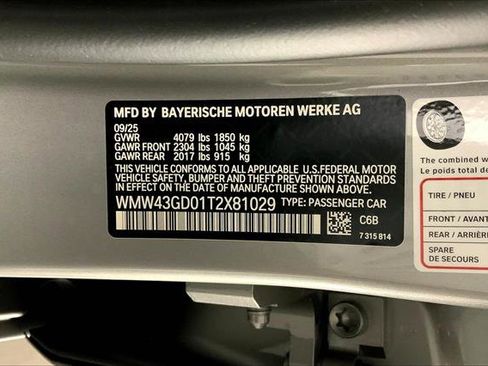 MFD BY BAYERISCHE MOTOREN WERKE AG
09/25
GVWR 4079 lbs 1850 kg
GAWR FRONT 2304 lbs 1045 kg
GAWR REAR 2017 lbs 915 kg
THIS VEHICLE CONFORMS TO ALL APPLICABLE U.S.FEDERAL MOTOR
VEHICLE SAFETY, BUMPER AND THEFT PREVENTION STANDARDS
IN EFFECT ON THE DATE OF MANUFACTURE SHOWN ABOVE.
WMW43GD01T2X81029 TYPE: PASSENGER CAR
C6B
7 315 814
The combined w
Le poids total de
TIRE / PNEU
FRONT / AVANT
REAR / ARRIÈRE
SPARE
DE SECOURS